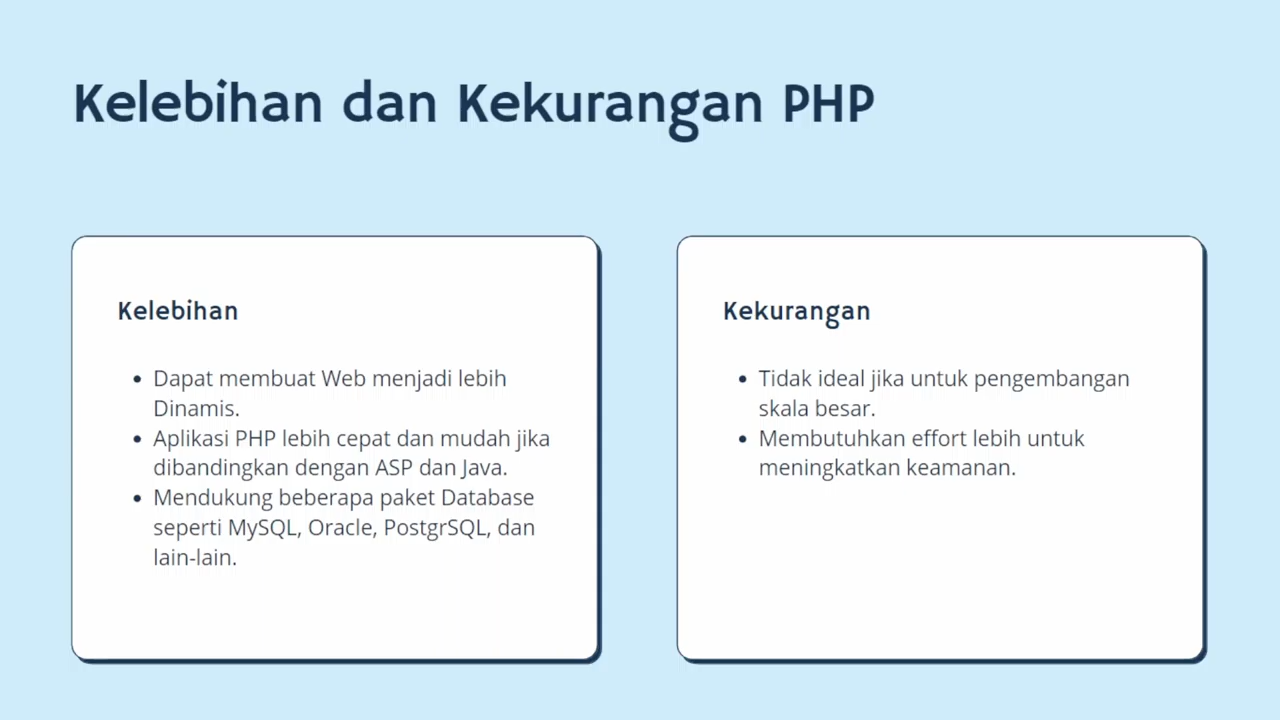 Kelebihan dan Kekurangan PHP
Kelebihan
• Dapat membuat Web menjadi lebih
Dinamis.
• Aplikasi PHP lebih cepat dan mudah jika
dibandingkan dengan ASP dan Java.
• Mendukung beberapa paket Database
seperti MySQL, Oracle, PostgrSQL, dan
lain-lain.
Kekurangan
• Tidak ideal jika untuk pengembangan
skala besar.
• Membutuhkan effort lebih untuk
meningkatkan keamanan.